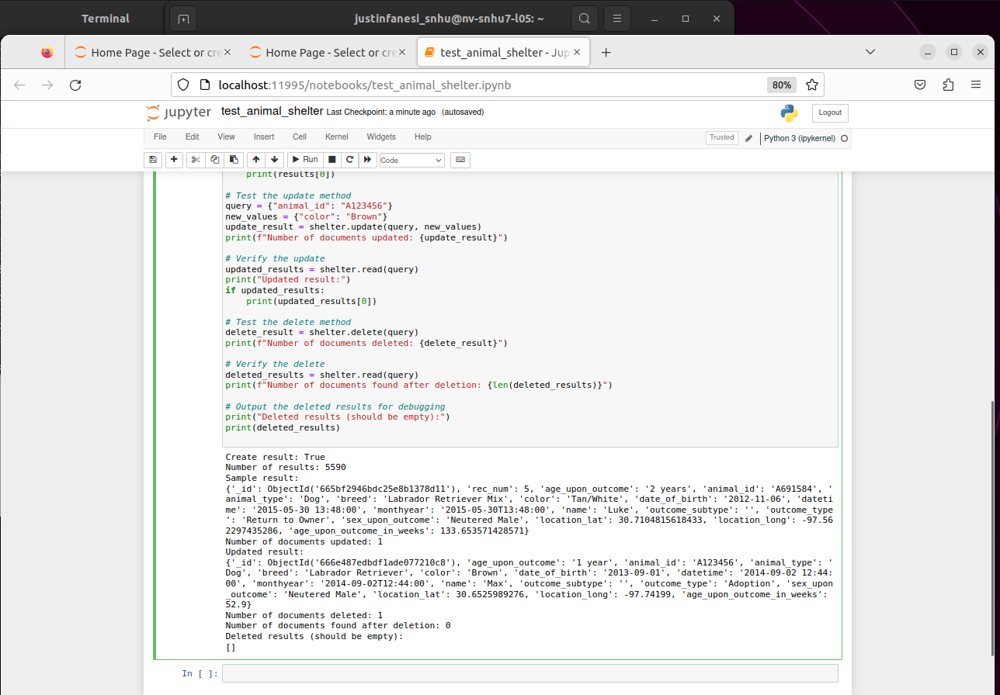 Terminal
justinfanesi_snhu@nv-snhu7-l05: ~
Home Page - Select or cre
Home Page - Select or cre
test_animal_shelter - Jup
localhost:11995/notebooks/test_animal_shelter.ipynb
80%
jupyter test_animal_shelter Last Checkpoint: a minute ago (autosaved)
Logout
File Edit View Insert Cell Kernel Widgets Help
Trusted
Python 3 (ipykernel)
Run
Code
print(results[0])
# Test the update method
query = {"animal_id": "A123456"}
new_values = {"color": "Brown"}
update_result = shelter.update(query, new_values)
print(f"Number of documents updated: {update_result}")
# Verify the update
updated_results = shelter.read(query)
print("Updated result:")
if updated_results:
    print(updated_results[0])
# Test the delete method
delete_result = shelter.delete(query)
print(f"Number of documents deleted: {delete_result}")
# Verify the delete
deleted_results = shelter.read(query)
print(f"Number of documents found after deletion: {len(deleted_results)}")
# Output the deleted results for debugging
print("Deleted results (should be empty):")
print(deleted_results)
Create result: True
Number of results: 5590
Sample result:
{'_id': ObjectId('665bf2946bdc25e8b1378d11'), 'rec_num': 5, 'age_upon_outcome': '2 years', 'animal_id': 'A691584', '
animal_type': 'Dog', 'breed': 'Labrador Retriever Mix', 'color': 'Tan/White', 'date_of_birth': '2012-11-06', 'dateti
me': '2015-05-30 13:48:00', 'monthyear': '2015-05-30T13:48:00', 'name': 'Luke', 'outcome_subtype': '', 'outcome_type
': 'Return to Owner', 'sex_upon_outcome': 'Neutered Male', 'location_lat': 30.7104815618433, 'location_long': -97.56
2297435286, 'age_upon_outcome_in_weeks': 133.653571428571}
Number of documents updated: 1
Updated result:
{'_id': ObjectId('666e487edbdf1ade077210c8'), 'age_upon_outcome': '1 year', 'animal_id': 'A123456', 'animal_type': '
Dog', 'breed': 'Labrador Retriever', 'color': 'Brown', 'date_of_birth': '2013-09-01', 'datetime': '2014-09-02 12:44:
00', 'monthyear': '2014-09-02T12:44:00', 'name': 'Max', 'outcome_subtype': '', 'outcome_type': 'Adoption', 'sex_upon
_outcome': 'Neutered Male', 'location_lat': 30.6525989276, 'location_long': -97.74199, 'age_upon_outcome_in_weeks':
52.9}
Number of documents deleted: 1
Number of documents found after deletion: 0
Deleted results (should be empty):
[]
In [ ]: